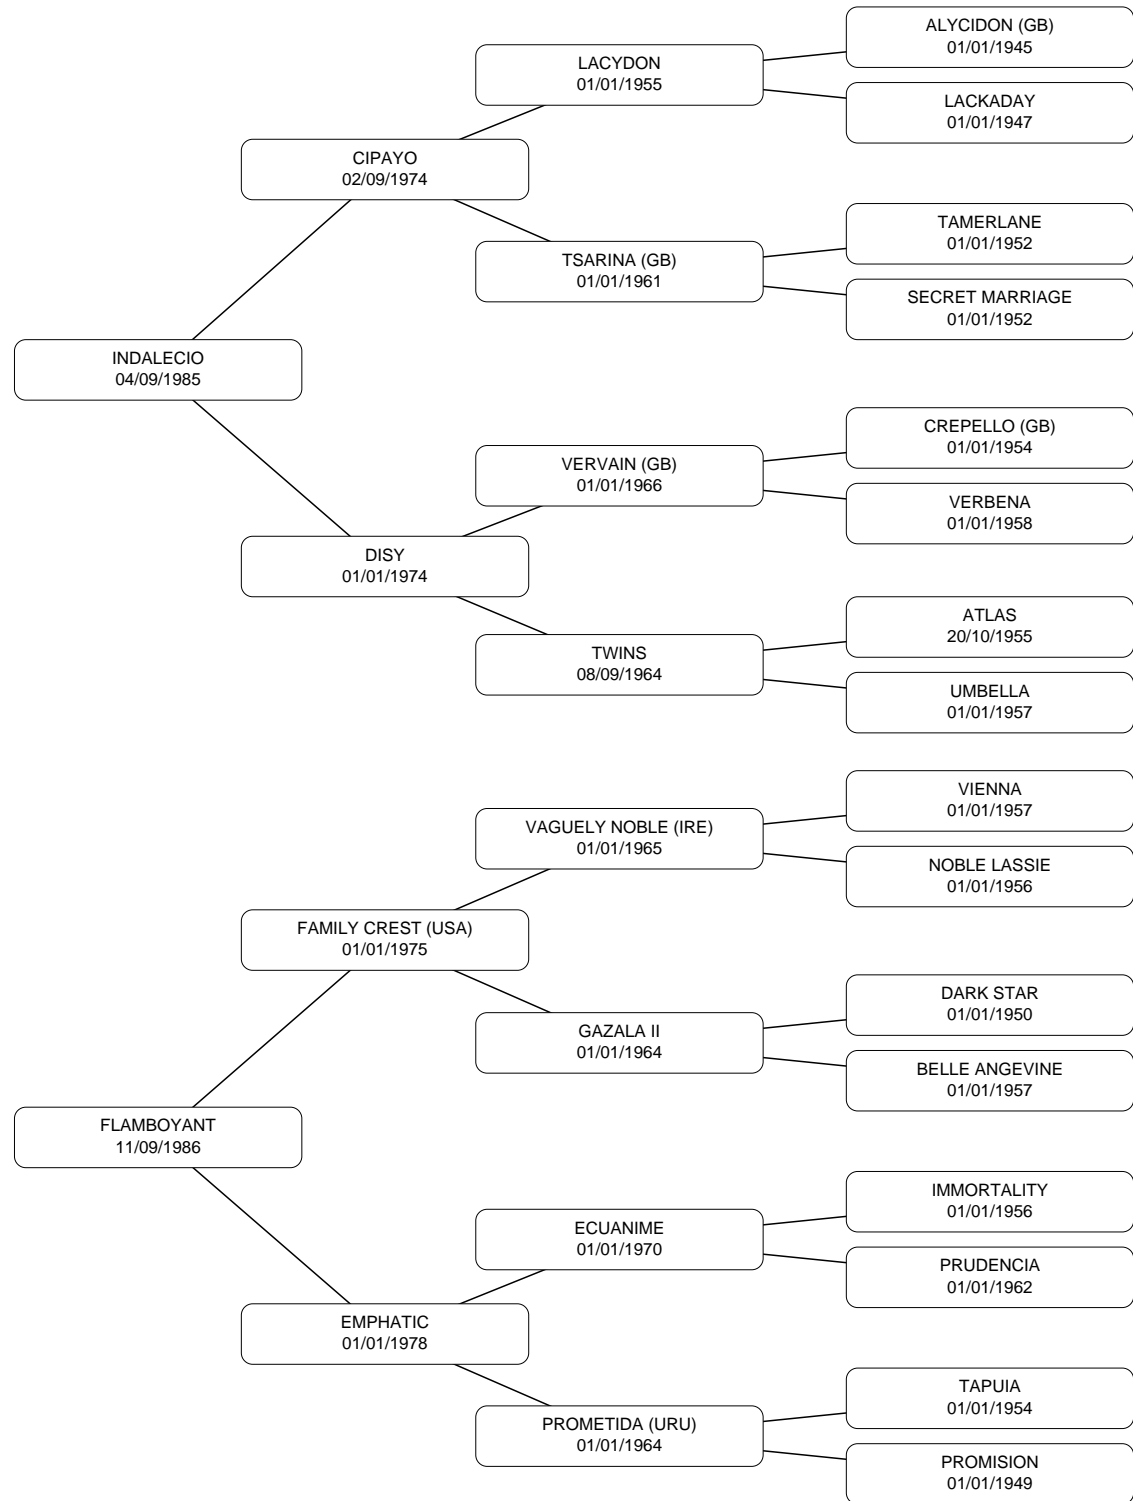 ALYCIDON (GB)
01/01/1945
LACYDON
01/01/1955
LACKADAY
01/01/1947
CIPAYO
02/09/1974
TAMERLANE
01/01/1952
TSARINA (GB)
01/01/1961
SECRET MARRIAGE
01/01/1952
INDALECIO
04/09/1985
CREPELLO (GB)
01/01/1954
VERVAIN (GB)
01/01/1966
VERBENA
01/01/1958
DISY
01/01/1974
ATLAS
20/10/1955
TWINS
08/09/1964
UMBELLA
01/01/1957
VIENNA
01/01/1957
VAGUELY NOBLE (IRE)
01/01/1965
NOBLE LASSIE
01/01/1956
FAMILY CREST (USA)
01/01/1975
DARK STAR
01/01/1950
GAZALA II
01/01/1964
BELLE ANGEVINE
01/01/1957
FLAMBOYANT
11/09/1986
IMMORTALITY
01/01/1956
ECUANIME
01/01/1970
PRUDENCIA
01/01/1962
EMPHATIC
01/01/1978
TAPUIA
01/01/1954
PROMETIDA (URU)
01/01/1964
PROMISION
01/01/1949